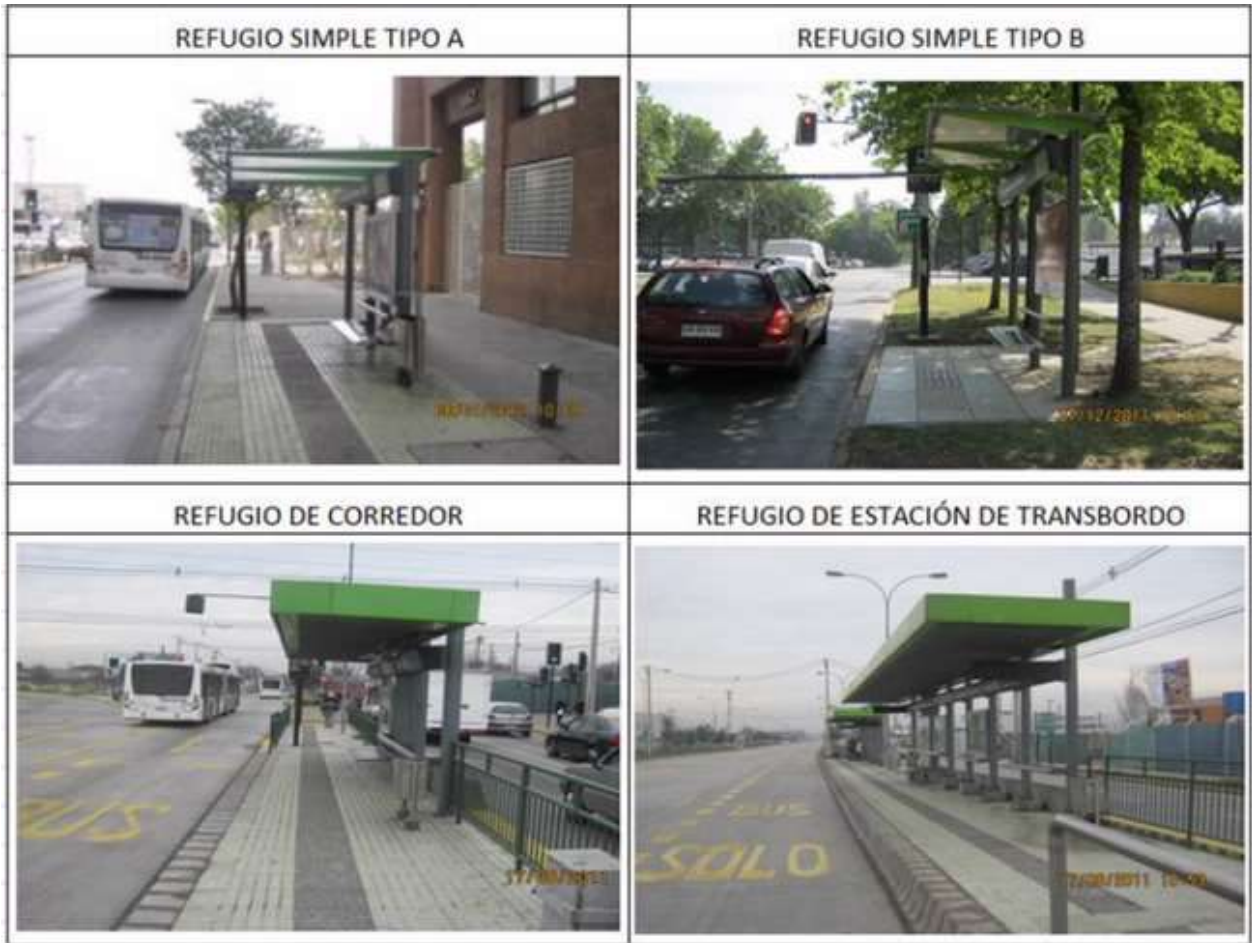 REFUGIO SIMPLE TIPO A
REFUGIO SIMPLE TIPO B
REFUGIO DE CORREDOR
REFUGIO DE ESTACIÓN DE TRANSBORDO
BUS
BUS
SOLO